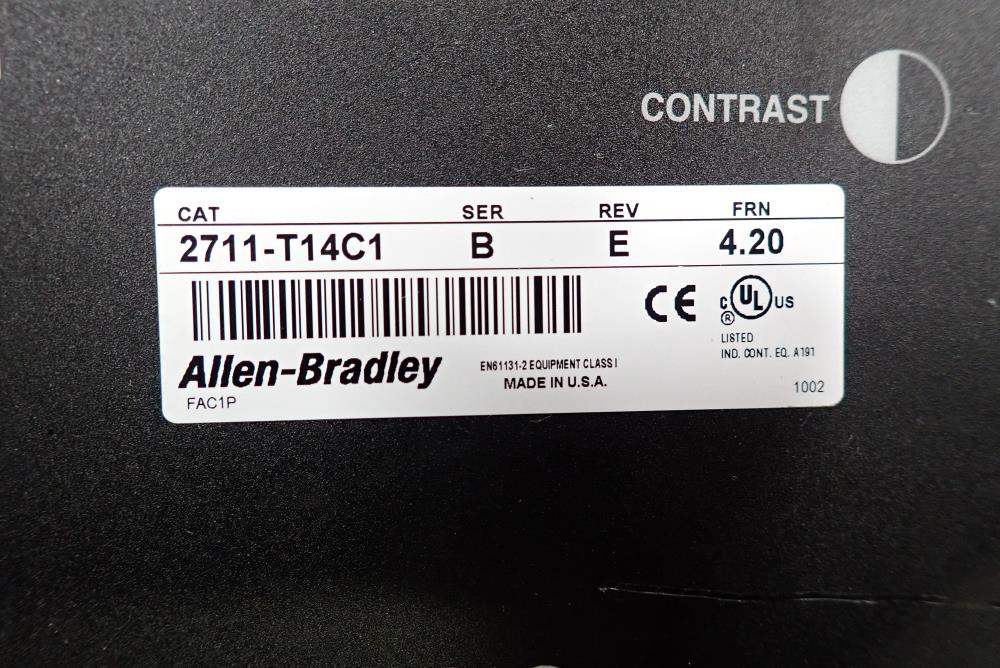 CONTRAST
CAT SER REV FRN
2711-T14C1 B E 4.20
CE C UL US
®
LISTED
IND. CONT. EQ. A191
Allen-Bradley
EN61131-2 EQUIPMENT CLASS I
MADE IN U.S.A.
FAC1P
1002